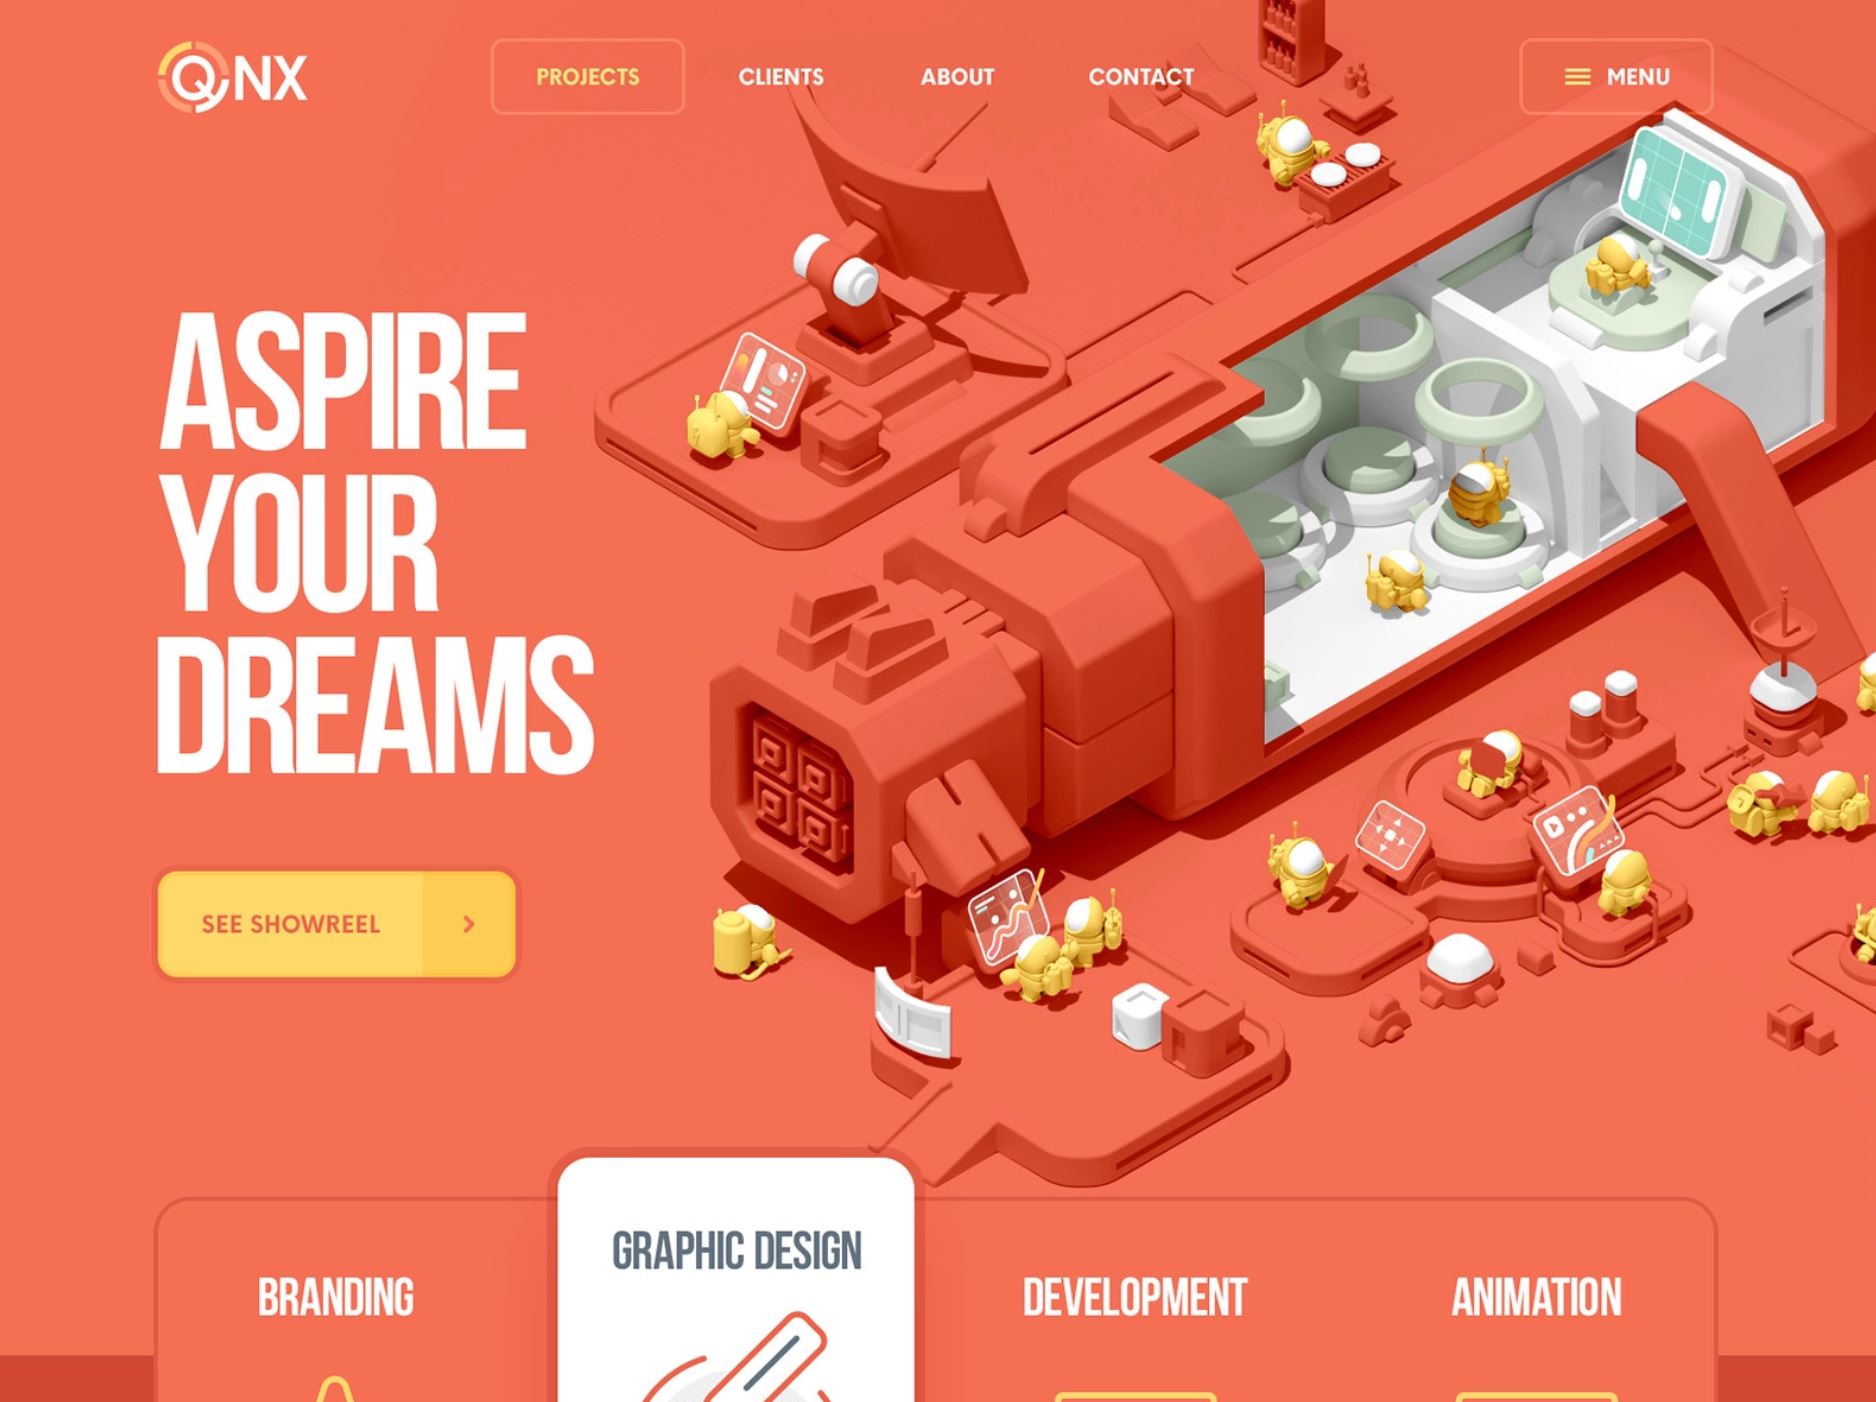 QNX
PROJECTS
CLIENTS
ABOUT
CONTACT
MENU
ASPIRE
YOUR
DREAMS
SEE SHOWREEL
BRANDING
GRAPHIC DESIGN
DEVELOPMENT
ANIMATION